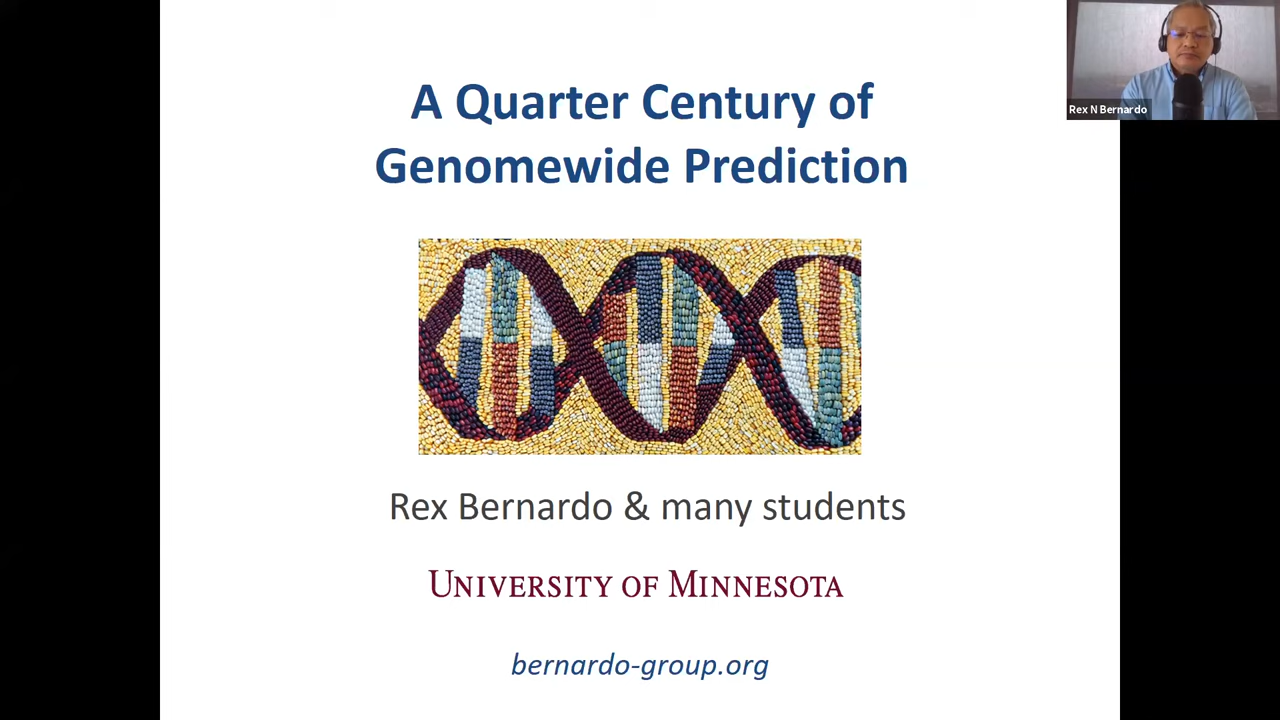 A Quarter Century of
Genomewide Prediction
Rex Bernardo & many students
UNIVERSITY OF MINNESOTA
bernardo-group.org
Rex N Bernardo